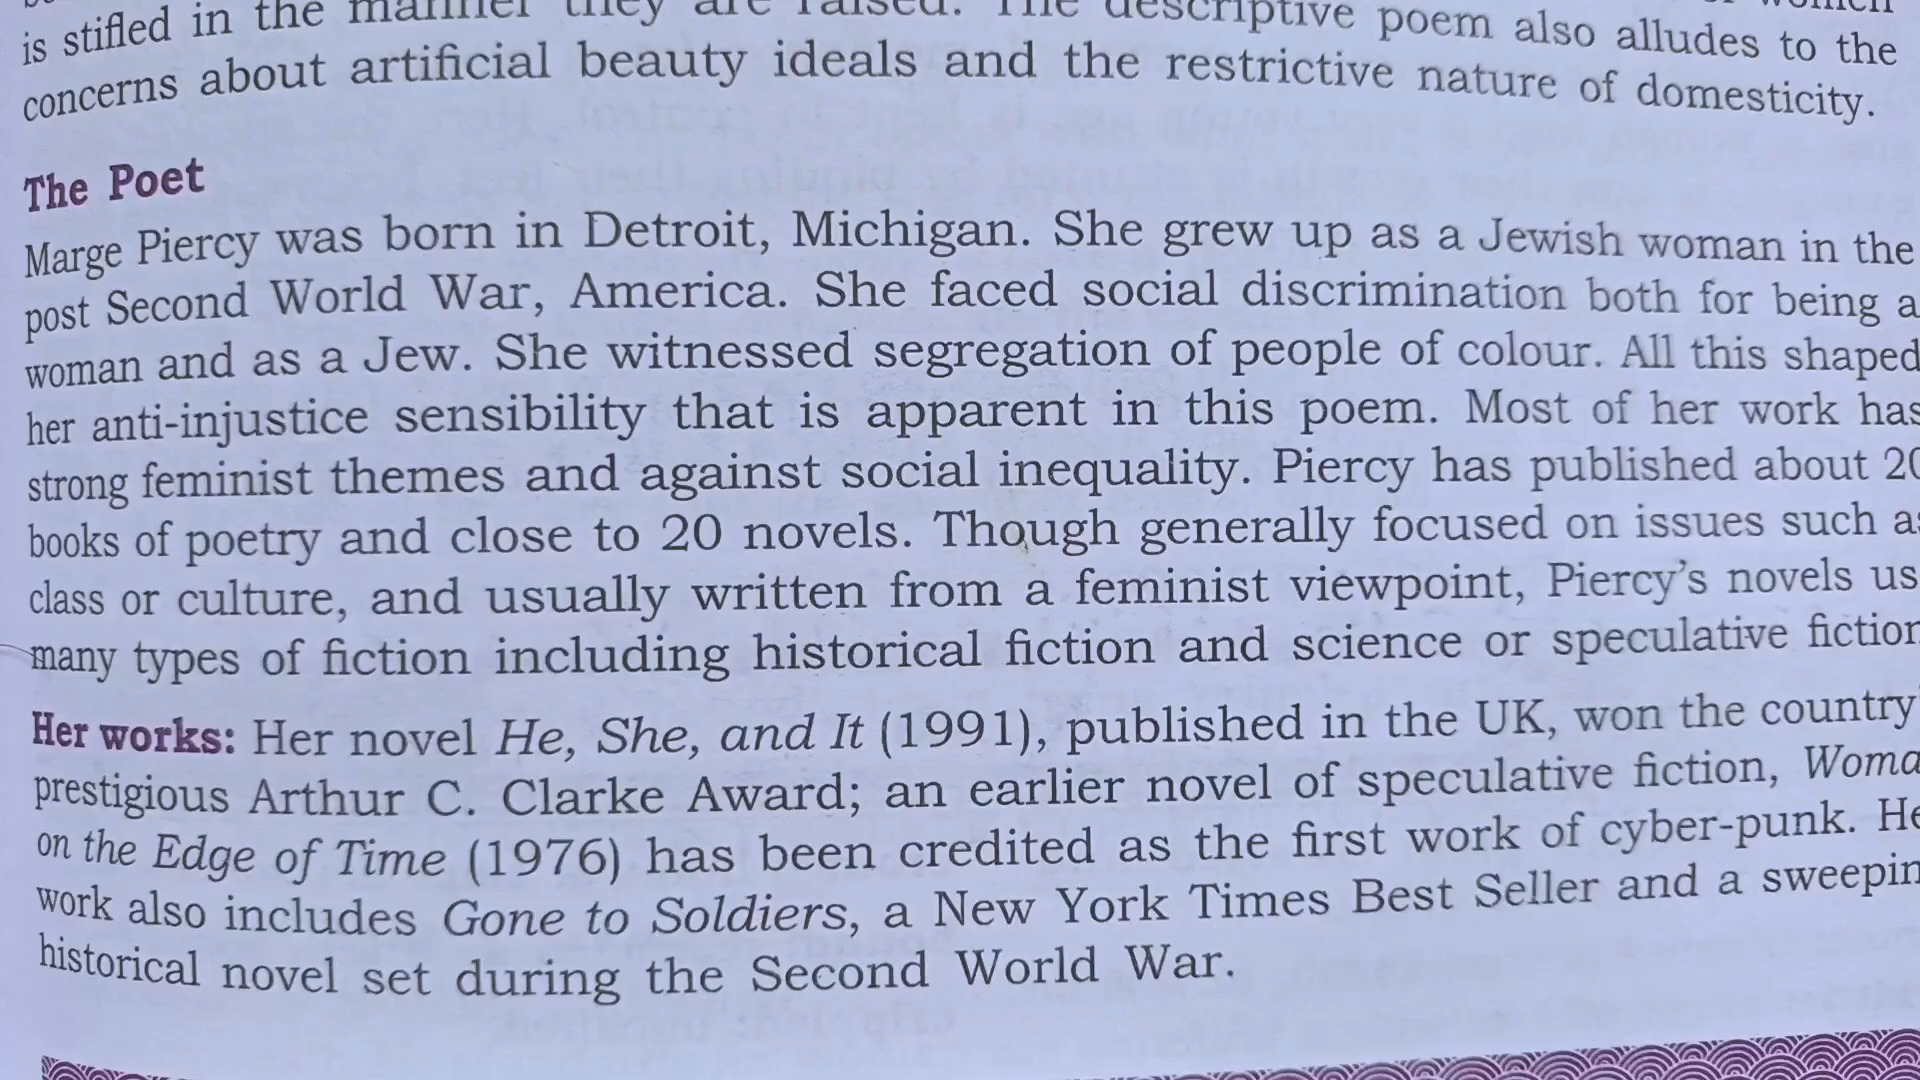 is stifled in the manner they are raised. The descriptive poem also alludes to the
concerns about artificial beauty ideals and the restrictive nature of domesticity.
The Poet
Marge Piercy was born in Detroit, Michigan. She grew up as a Jewish woman in the
post Second World War, America. She faced social discrimination both for being a
woman and as a Jew. She witnessed segregation of people of colour. All this shaped
her anti-injustice sensibility that is apparent in this poem. Most of her work has
strong feminist themes and against social inequality. Piercy has published about 20
books of poetry and close to 20 novels. Though generally focused on issues such as
class or culture, and usually written from a feminist viewpoint, Piercy's novels us
many types of fiction including historical fiction and science or speculative fiction
Her works: Her novel He, She, and It (1991), published in the UK, won the country'
prestigious Arthur C. Clarke Award; an earlier novel of speculative fiction, Woma
on the Edge of Time (1976) has been credited as the first work of cyber-punk. He
work also includes Gone to Soldiers, a New York Times Best Seller and a sweepin
historical novel set during the Second World War.